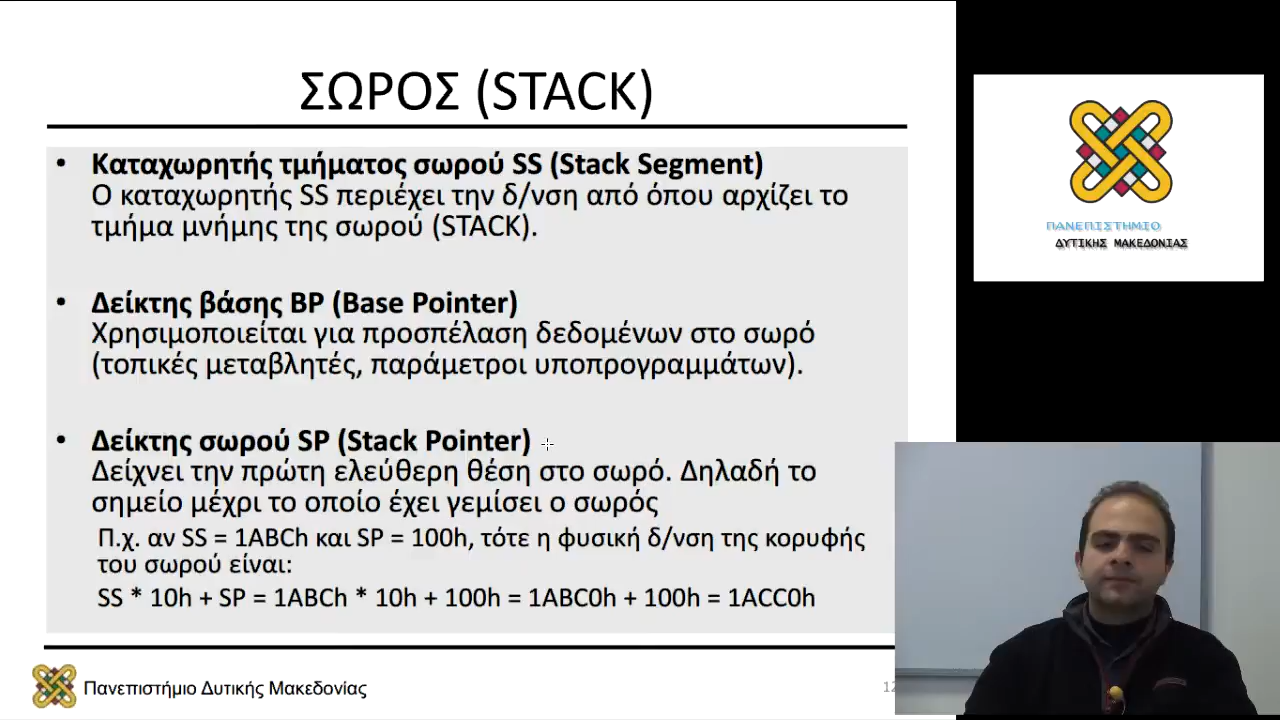 ΣΩΡΟΣ (STACK)
• Καταχωρητής τμήματος σωρού SS (Stack Segment)
Ο καταχωρητής SS περιέχει την δ/νση από όπου αρχίζει το
τμήμα μνήμης της σωρού (STACK).
• Δείκτης βάσης BP (Base Pointer)
Χρησιμοποιείται για προσπέλαση δεδομένων στο σωρό
(τοπικές μεταβλητές, παράμετροι υποπρογραμμάτων).
• Δείκτης σωρού SP (Stack Pointer)
Δείχνει την πρώτη ελεύθερη θέση στο σωρό. Δηλαδή το
σημείο μέχρι το οποίο έχει γεμίσει ο σωρός
Π.χ. αν SS = 1ABCh και SP = 100h, τότε η φυσική δ/νση της κορυφής
του σωρού είναι:
SS * 10h + SP = 1ABCh * 10h + 100h = 1ABC0h + 100h = 1ACC0h
Πανεπιστήμιο Δυτικής Μακεδονίας
ΠΑΝΕΠΙΣΤΗΜΙΟ
ΔΥΤΙΚΗΣ ΜΑΚΕΔΟΝΙΑΣ